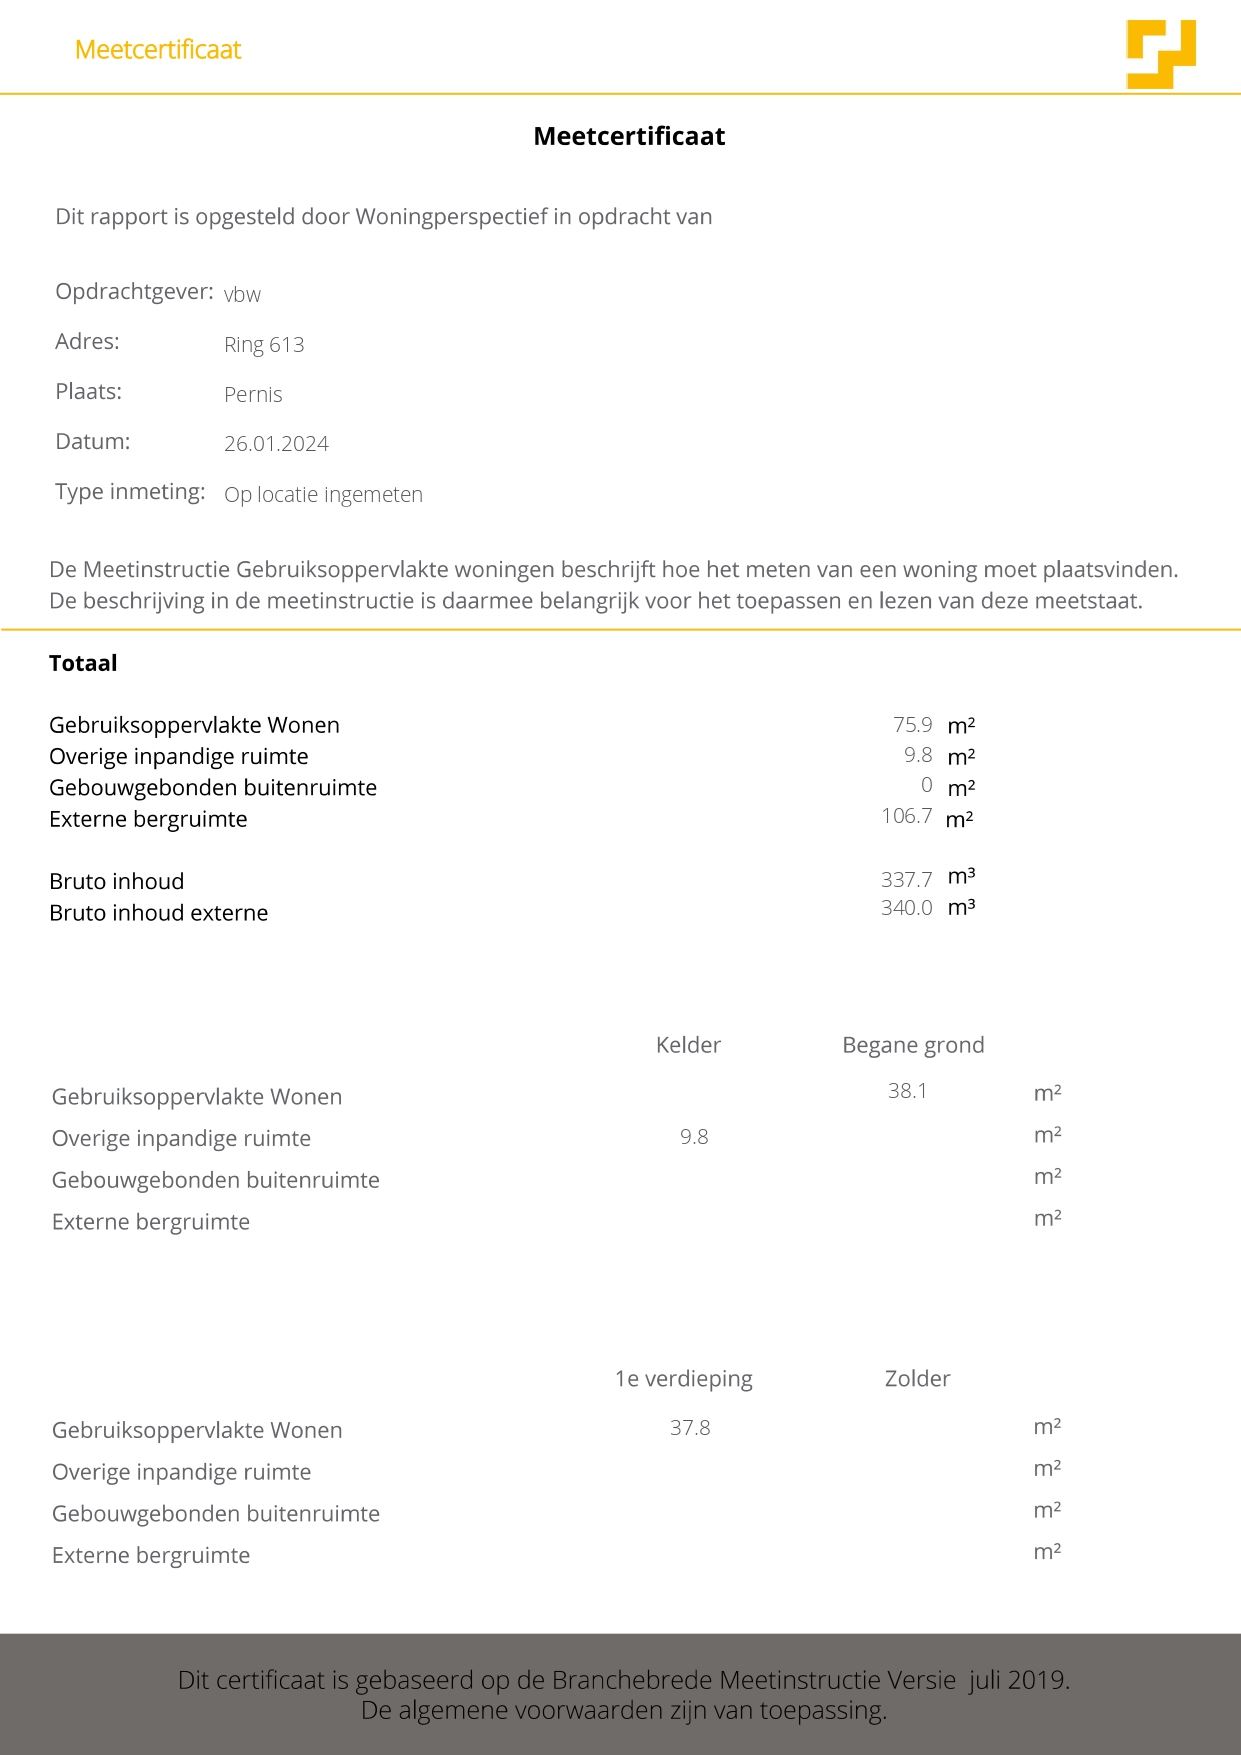 Meetcertificaat
Meetcertificaat
Dit rapport is opgesteld door Woningperspectief in opdracht van
Opdrachtgever: vbw
Adres: Ring 613
Plaats: Pernis
Datum: 26.01.2024
Type inmeting: Op locatie ingemeten
De Meetinstructie Gebruiksoppervlakte woningen beschrijft hoe het meten van een woning moet plaatsvinden.
De beschrijving in de meetinstructie is daarmee belangrijk voor het toepassen en lezen van deze meetstaat.
Totaal
Gebruiksoppervlakte Wonen 75.9 m²
Overige inpandige ruimte 9.8 m²
Gebouwgebonden buitenruimte 0 m²
Externe bergruimte 106.7 m²
Bruto inhoud 337.7 m³
Bruto inhoud externe 340.0 m³
Kelder Begane grond
Gebruiksoppervlakte Wonen 38.1 m²
Overige inpandige ruimte 9.8 m²
Gebouwgebonden buitenruimte m²
Externe bergruimte m²
1e verdieping Zolder
Gebruiksoppervlakte Wonen 37.8 m²
Overige inpandige ruimte m²
Gebouwgebonden buitenruimte m²
Externe bergruimte m²
Dit certificaat is gebaseerd op de Branchebrede Meetinstructie Versie juli 2019.
De algemene voorwaarden zijn van toepassing.